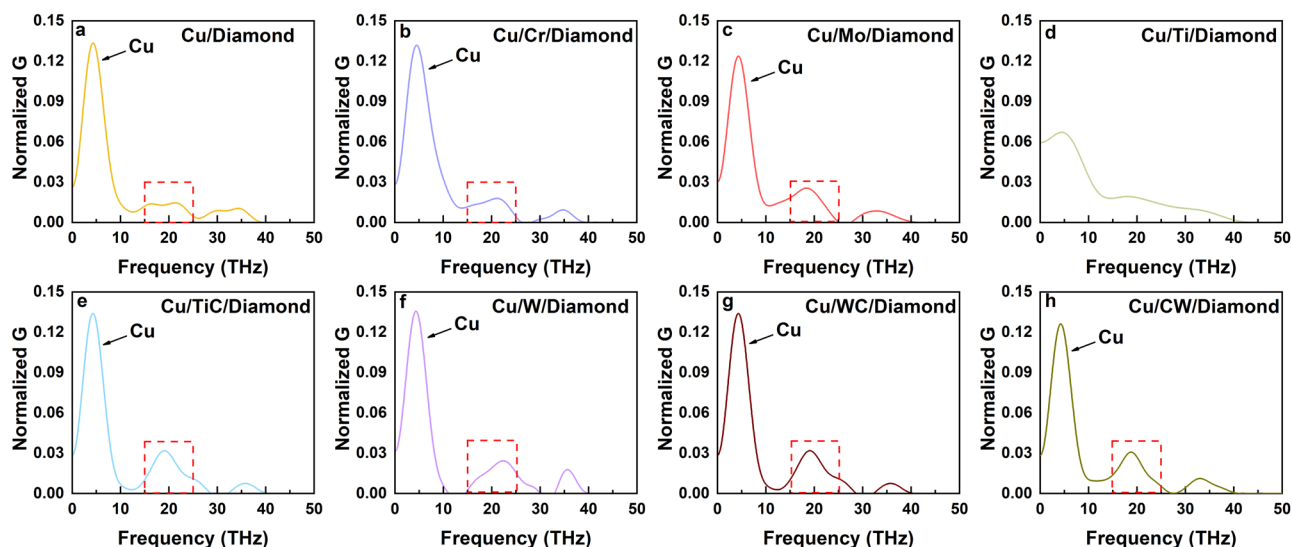 a
Cu/Diamond
Cu
Normalized G
0.15
0.12
0.09
0.06
0.03
0.00
0 10 20 30 40 50
Frequency (THz)
b
Cu/Cr/Diamond
Cu
Normalized G
0.15
0.12
0.09
0.06
0.03
0.00
0 10 20 30 40 50
Frequency (THz)
c
Cu/Mo/Diamond
Cu
Normalized G
0.15
0.12
0.09
0.06
0.03
0.00
0 10 20 30 40 50
Frequency (THz)
d
Cu/Ti/Diamond
Normalized G
0.15
0.12
0.09
0.06
0.03
0.00
0 10 20 30 40 50
Frequency (THz)
e
Cu/TiC/Diamond
Cu
Normalized G
0.15
0.12
0.09
0.06
0.03
0.00
0 10 20 30 40 50
Frequency (THz)
f
Cu/W/Diamond
Cu
Normalized G
0.15
0.12
0.09
0.06
0.03
0.00
0 10 20 30 40 50
Frequency (THz)
g
Cu/WC/Diamond
Cu
Normalized G
0.15
0.12
0.09
0.06
0.03
0.00
0 10 20 30 40 50
Frequency (THz)
h
Cu/CW/Diamond
Cu
Normalized G
0.15
0.12
0.09
0.06
0.03
0.00
0 10 20 30 40 50
Frequency (THz)